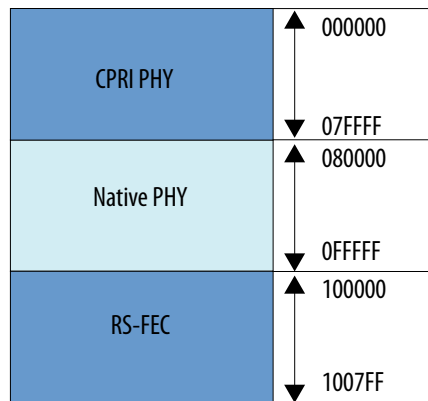 000000
CPRI PHY
07FFFF
080000
Native PHY
0FFFFF
100000
RS-FEC
1007FF